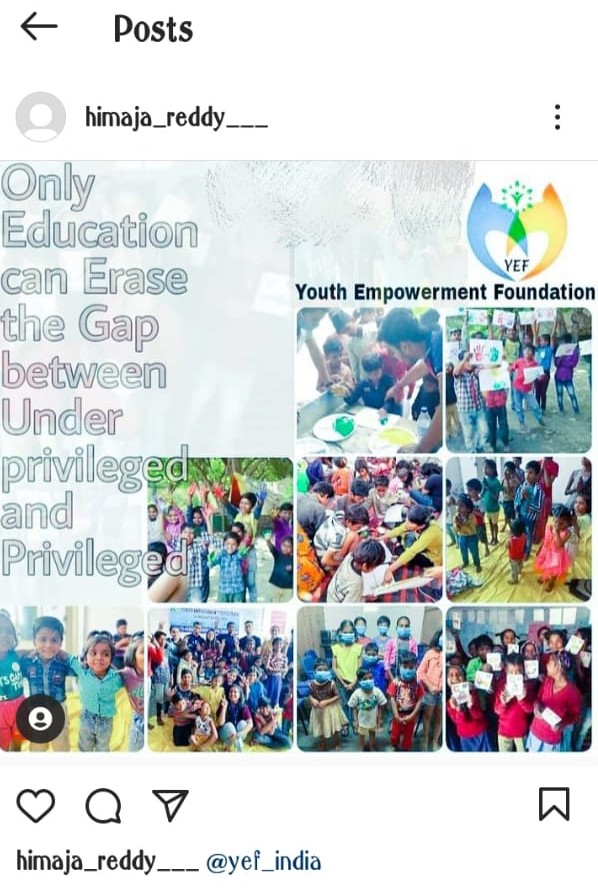 Posts
himaja_reddy___
Only
Education
can Erase
the Gap
between
Under
privileged
and
Privileged
YEF
Youth Empowerment Foundation
himaja_reddy___ @yef_india